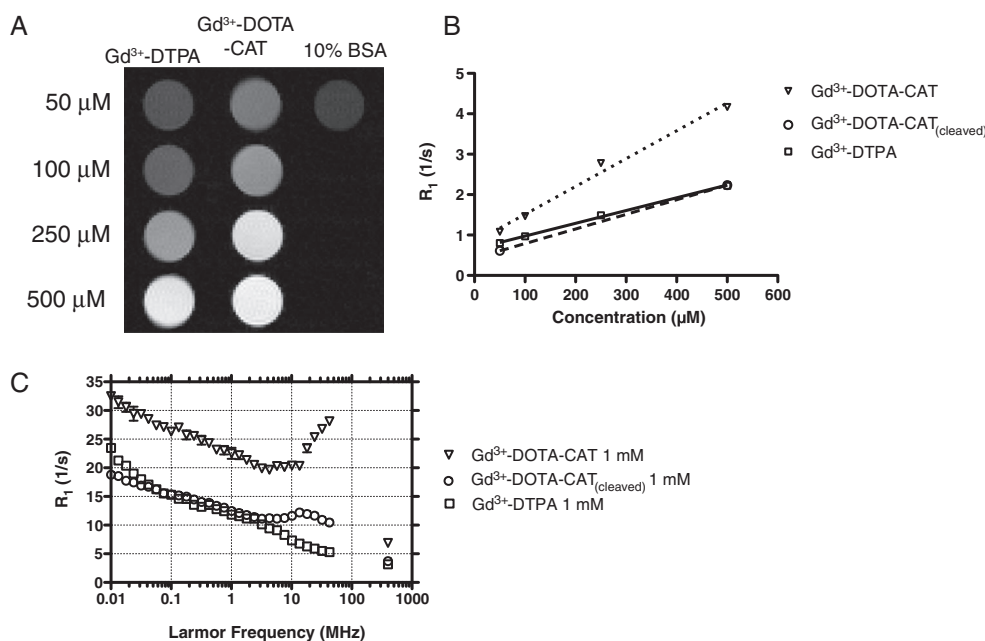 A
Gd³⁺-DTPA
Gd³⁺-DOTA
-CAT
10% BSA
50 µM
100 µM
250 µM
500 µM
B
5
4
3
2
1
0
R₁ (1/s)
0 100 200 300 400 500 600
Concentration (µM)
Gd³⁺-DOTA-CAT
Gd³⁺-DOTA-CAT(cleaved)
Gd³⁺-DTPA
C
35
30
25
20
15
10
5
0
R₁ (1/s)
0.01 0.1 1 10 100 1000
Larmor Frequency (MHz)
Gd³⁺-DOTA-CAT 1 mM
Gd³⁺-DOTA-CAT(cleaved) 1 mM
Gd³⁺-DTPA 1 mM